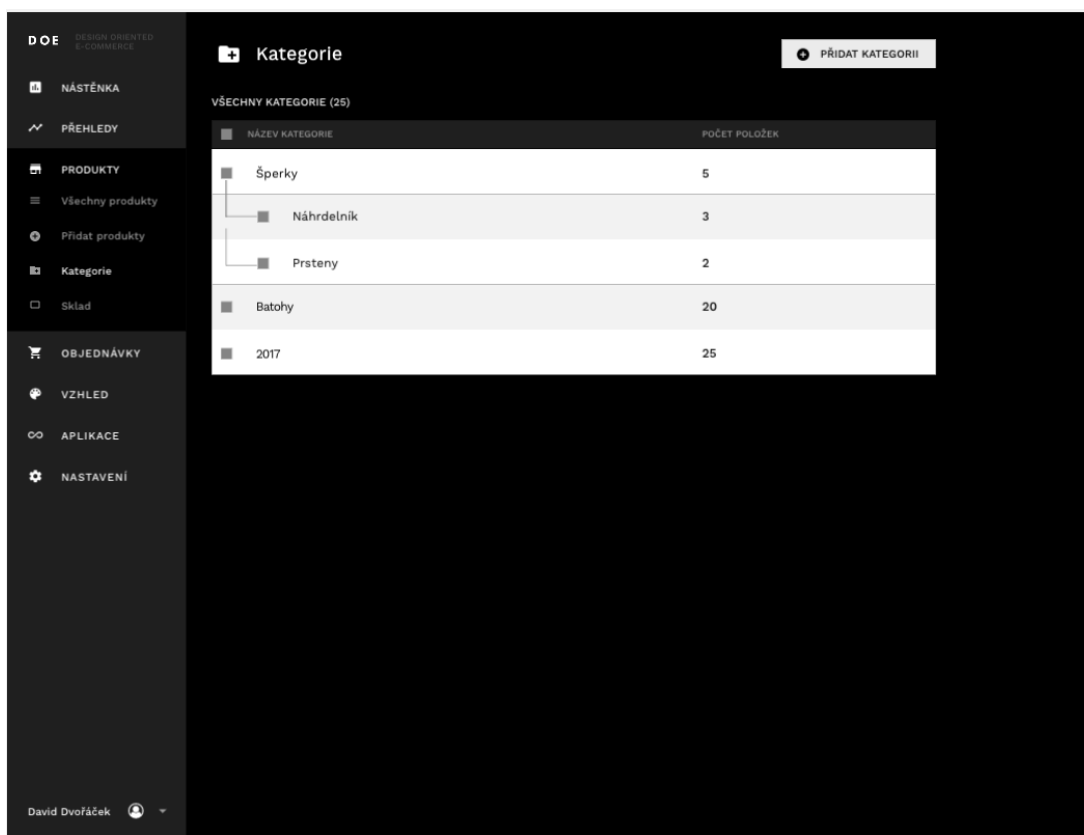 DOE
DESIGN ORIENTED
E-COMMERCE
NÁSTĚNKA
PŘEHLEDY
PRODUKTY
Všechny produkty
Přidat produkty
Kategorie
Sklad
OBJEDNÁVKY
VZHLED
APLIKACE
NASTAVENÍ
David Dvořáček
Kategorie
PŘIDAT KATEGORII
VŠECHNY KATEGORIE (25)
NÁZEV KATEGORIE POČET POLOŽEK
Šperky 5
Náhrdelník 3
Prsteny 2
Batohy 20
2017 25